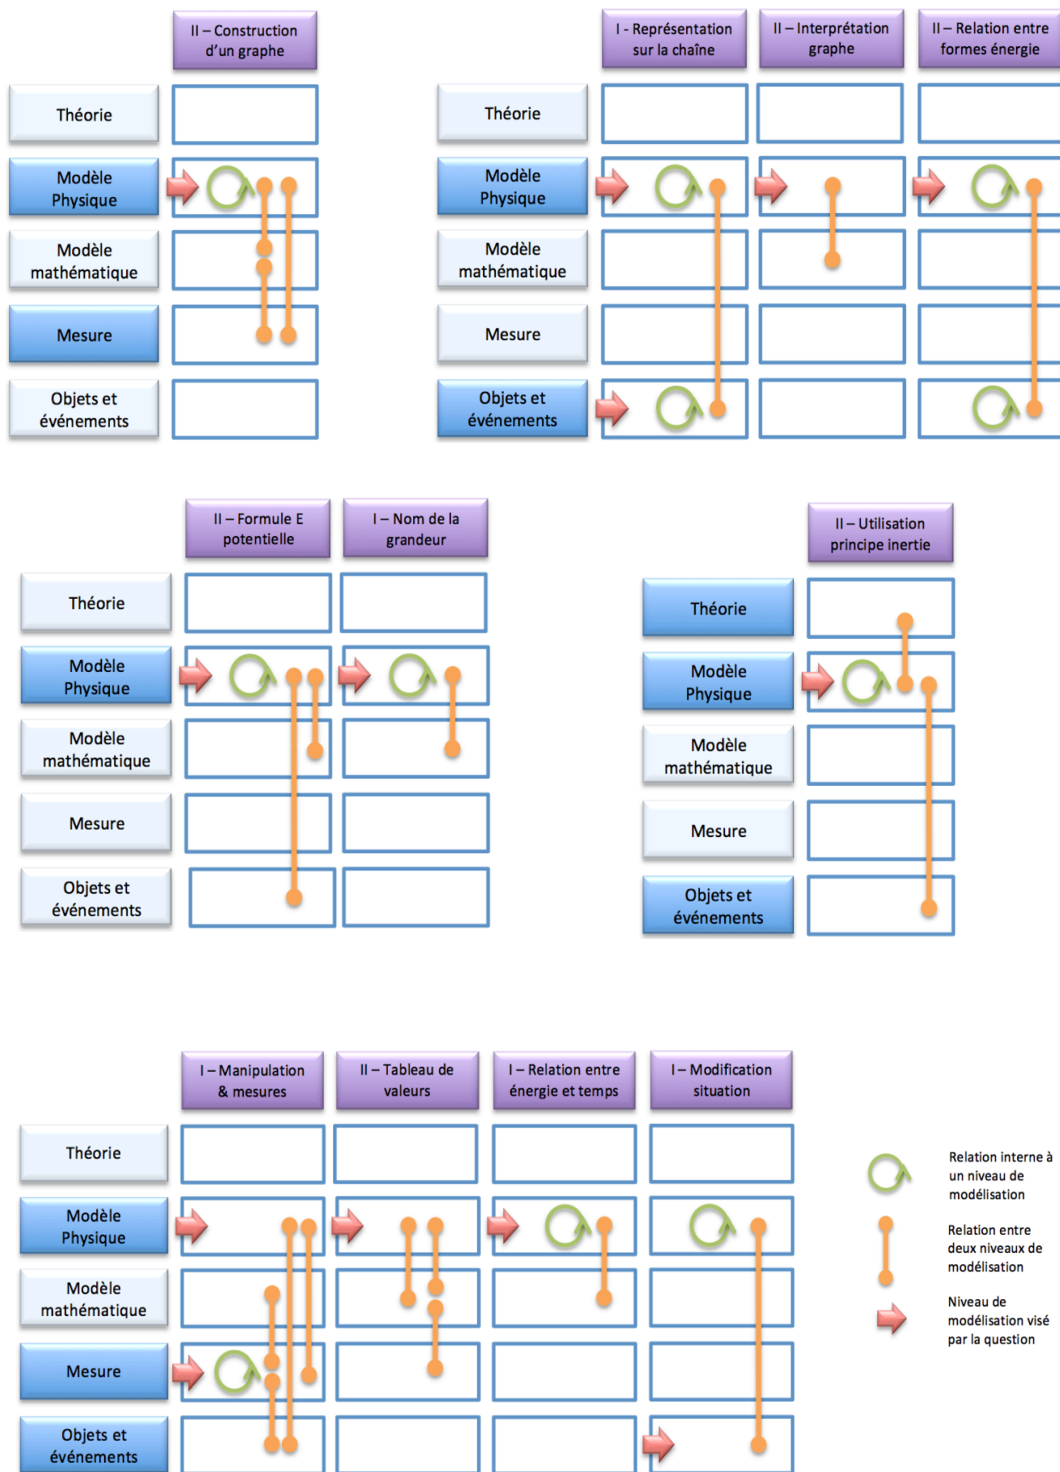 II – Construction
d'un graphe
Théorie
Modèle
Physique
Modèle
mathématique
Mesure
Objets et
événements
I - Représentation
sur la chaîne
II – Interprétation
graphe
II – Relation entre
formes énergie
Théorie
Modèle
Physique
Modèle
mathématique
Mesure
Objets et
événements
II – Formule E
potentielle
I – Nom de la
grandeur
Théorie
Modèle
Physique
Modèle
mathématique
Mesure
Objets et
événements
II – Utilisation
principe inertie
Théorie
Modèle
Physique
Modèle
mathématique
Mesure
Objets et
événements
I – Manipulation
& mesures
II – Tableau de
valeurs
I – Relation entre
énergie et temps
I – Modification
situation
Théorie
Modèle
Physique
Modèle
mathématique
Mesure
Objets et
événements
Relation interne à
un niveau de
modélisation
Relation entre
deux niveaux de
modélisation
Niveau de
modélisation visé
par la question